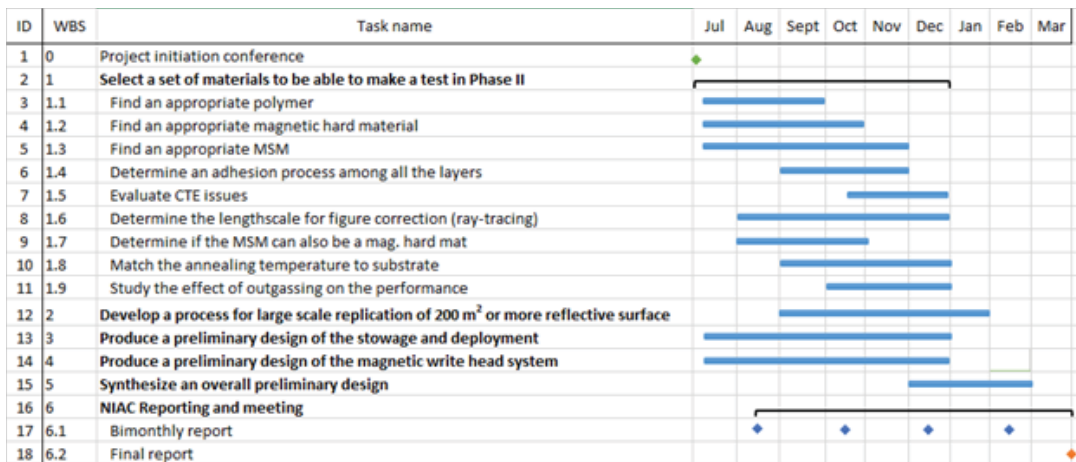 ID WBS Task name Jul Aug Sept Oct Nov Dec Jan Feb Mar
1 0 Project initiation conference
2 1 Select a set of materials to be able to make a test in Phase II
3 1.1 Find an appropriate polymer
4 1.2 Find an appropriate magnetic hard material
5 1.3 Find an appropriate MSM
6 1.4 Determine an adhesion process among all the layers
7 1.5 Evaluate CTE issues
8 1.6 Determine the lengthscale for figure correction (ray-tracing)
9 1.7 Determine if the MSM can also be a mag. hard mat
10 1.8 Match the annealing temperature to substrate
11 1.9 Study the effect of outgassing on the performance
12 2 Develop a process for large scale replication of 200 m² or more reflective surface
13 3 Produce a preliminary design of the stowage and deployment
14 4 Produce a preliminary design of the magnetic write head system
15 5 Synthesize an overall preliminary design
16 6 NIAC Reporting and meeting
17 6.1 Bimonthly report
18 6.2 Final report